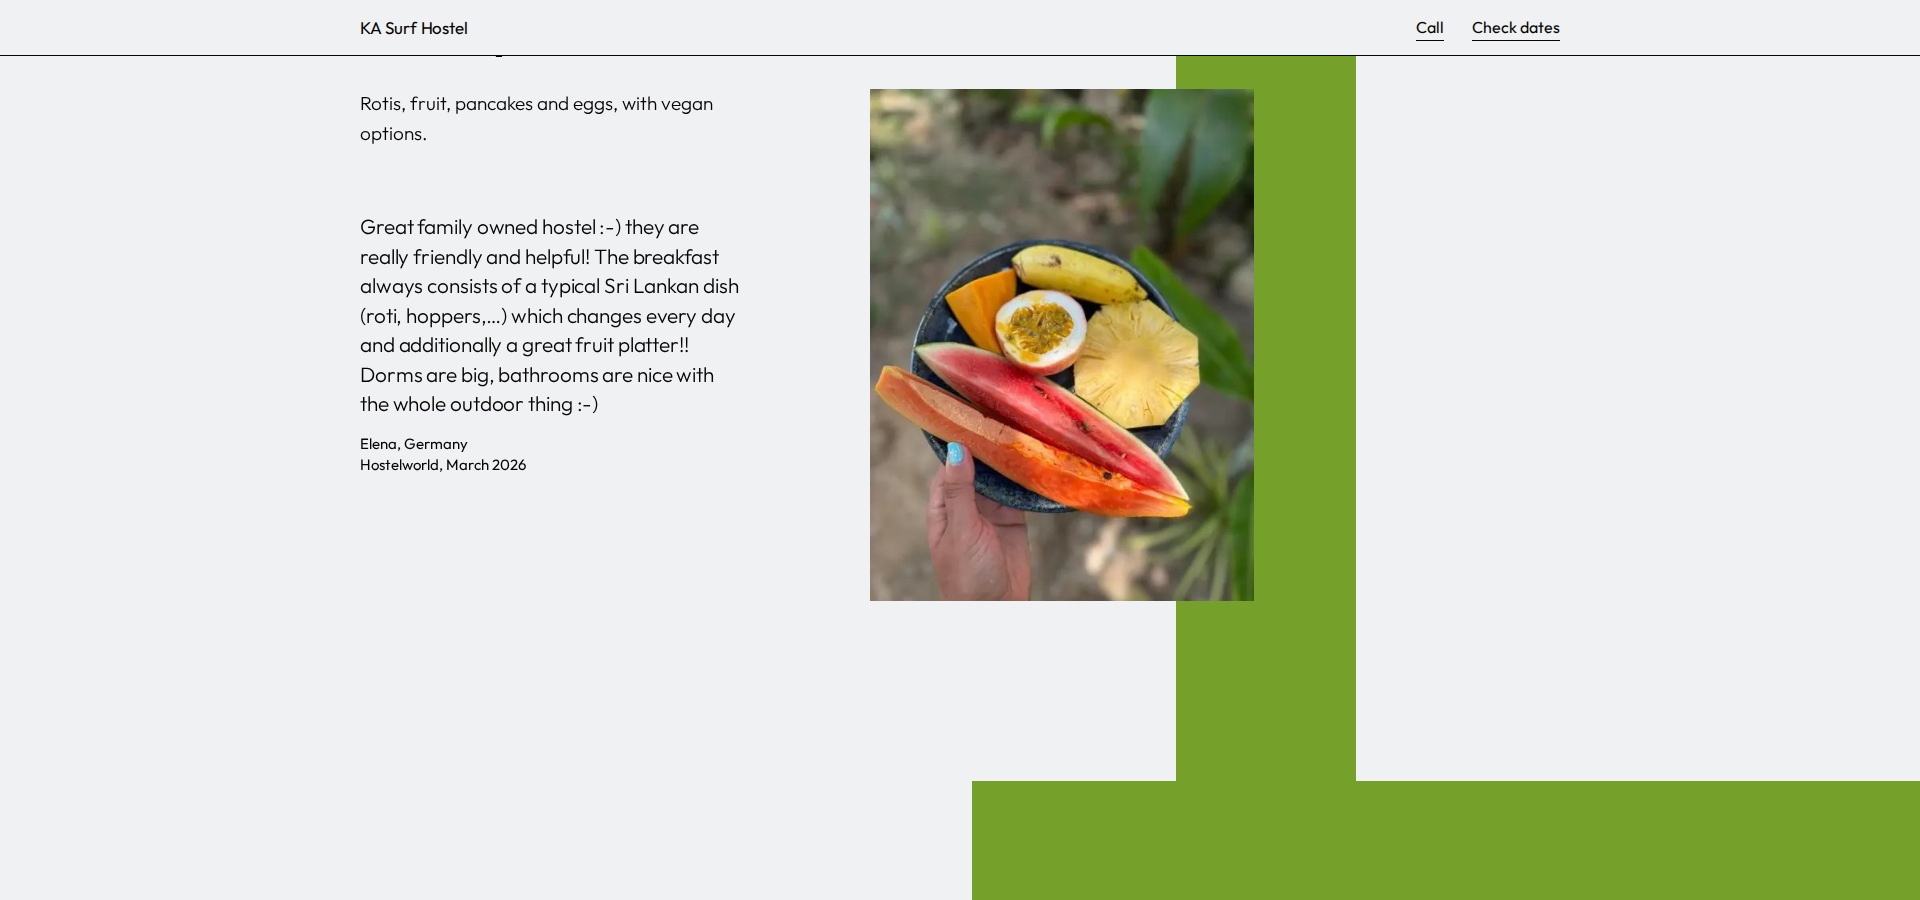 KA Surf Hostel
Call
Check dates
Rotis, fruit, pancakes and eggs, with vegan
options.
Great family owned hostel :-) they are
really friendly and helpful! The breakfast
always consists of a typical Sri Lankan dish
(roti, hoppers,...) which changes every day
and additionally a great fruit platter!!
Dorms are big, bathrooms are nice with
the whole outdoor thing :-)
Elena, Germany
Hostelworld, March 2026